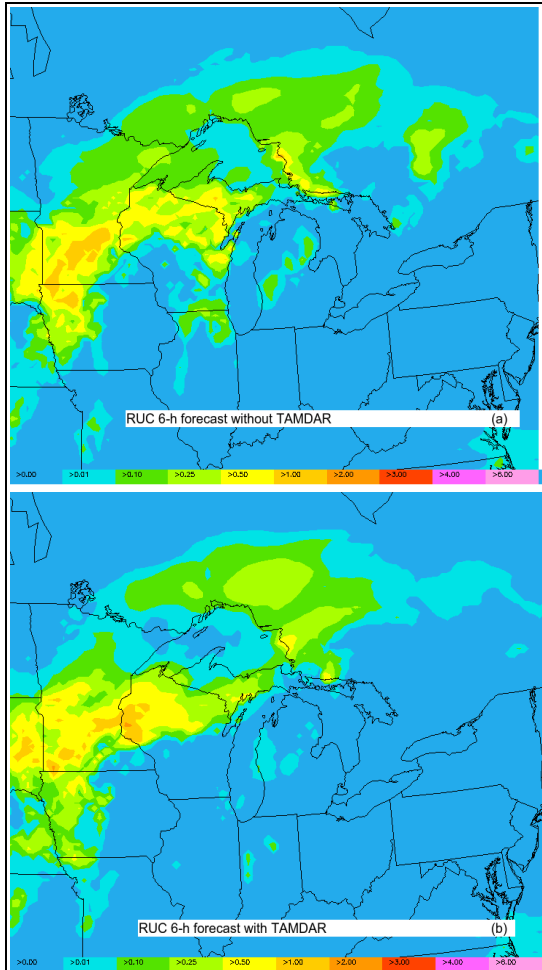 RUC 6-h forecast without TAMDAR (a)
>0.00 >0.01 >0.10 >0.25 >0.50 >1.00 >2.00 >3.00 >4.00 >6.00
RUC 6-h forecast with TAMDAR (b)
>0.00 >0.01 >0.10 >0.25 >0.50 >1.00 >2.00 >3.00 >4.00 >6.00